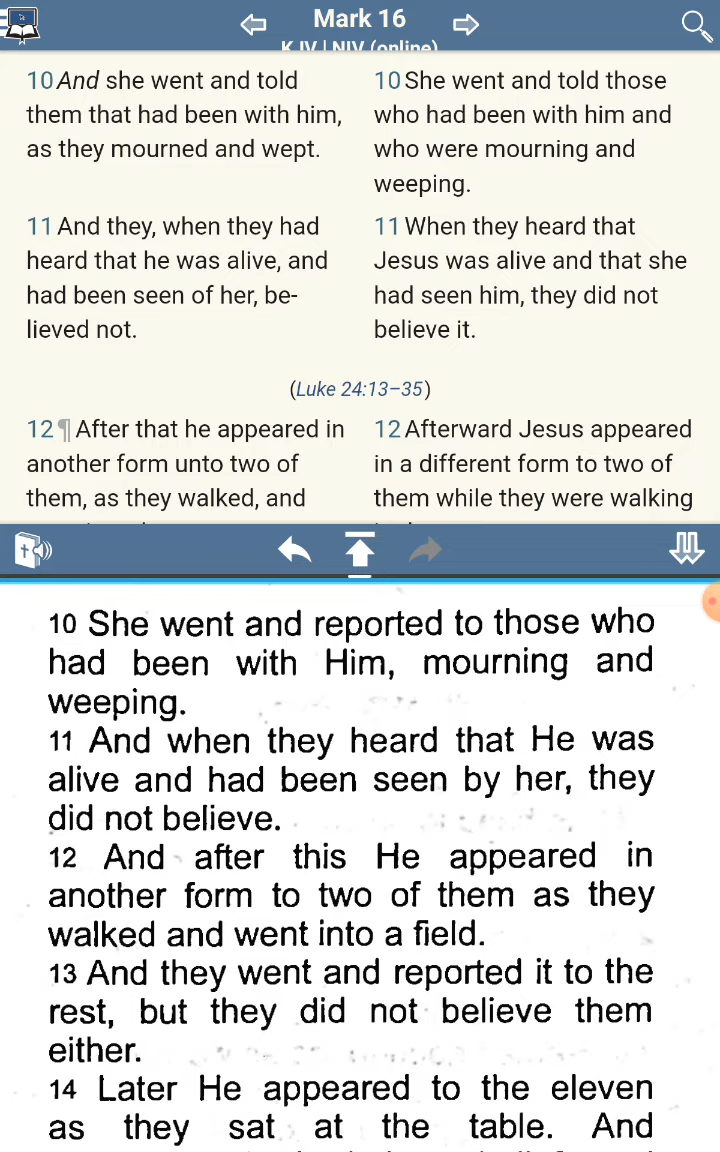 Mark 16
KJV | NIV (online)
10 And she went and told
them that had been with him,
as they mourned and wept.
10 She went and told those
who had been with him and
who were mourning and
weeping.
11 And they, when they had
heard that he was alive, and
had been seen of her, be-
lieved not.
11 When they heard that
Jesus was alive and that she
had seen him, they did not
believe it.
(Luke 24:13–35)
12 ¶ After that he appeared in
another form unto two of
them, as they walked, and
12 Afterward Jesus appeared
in a different form to two of
them while they were walking
10 She went and reported to those who
had been with Him, mourning and
weeping.
11 And when they heard that He was
alive and had been seen by her, they
did not believe.
12 And after this He appeared in
another form to two of them as they
walked and went into a field.
13 And they went and reported it to the
rest, but they did not believe them
either.
14 Later He appeared to the eleven
as they sat at the table. And